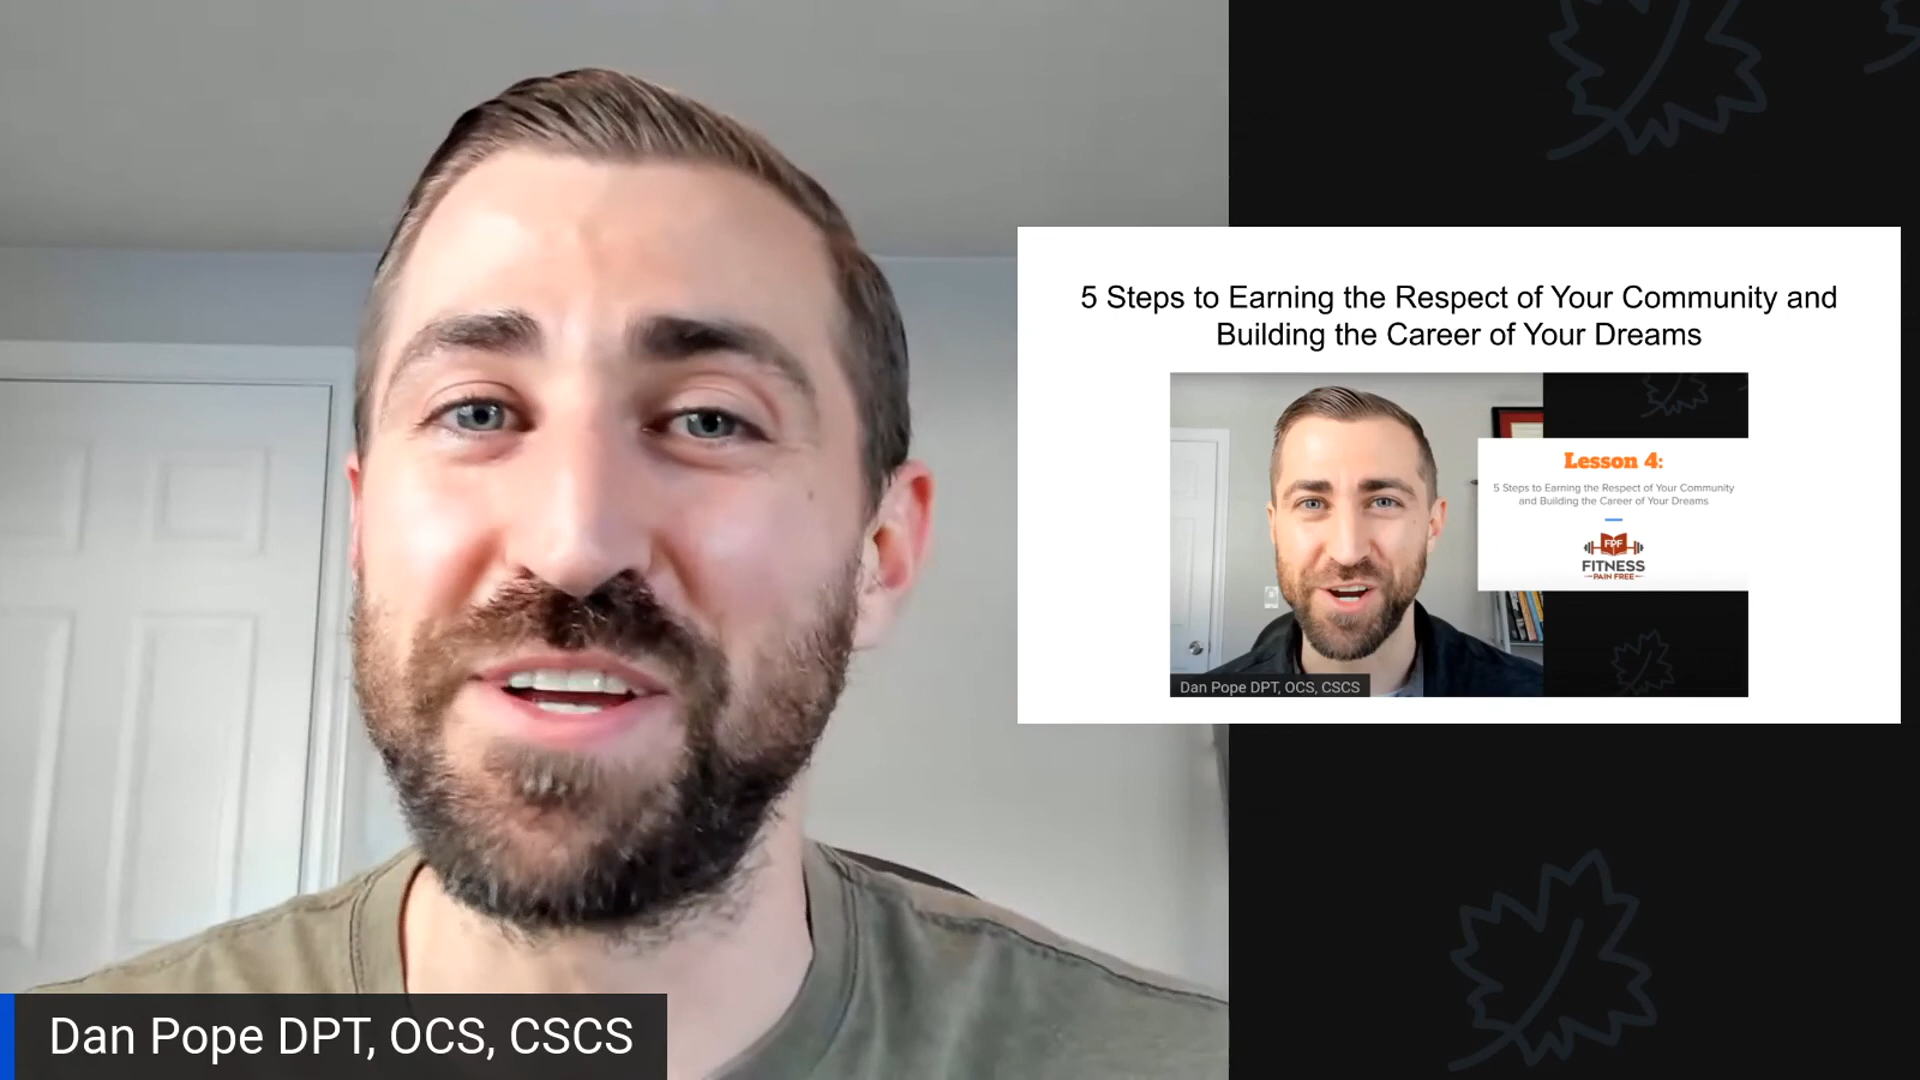 5 Steps to Earning the Respect of Your Community and
Building the Career of Your Dreams
Lesson 4:
5 Steps to Earning the Respect of Your Community
and Building the Career of Your Dreams
FPF
FITNESS
PAIN FREE
Dan Pope DPT, OCS, CSCS
Dan Pope DPT, OCS, CSCS